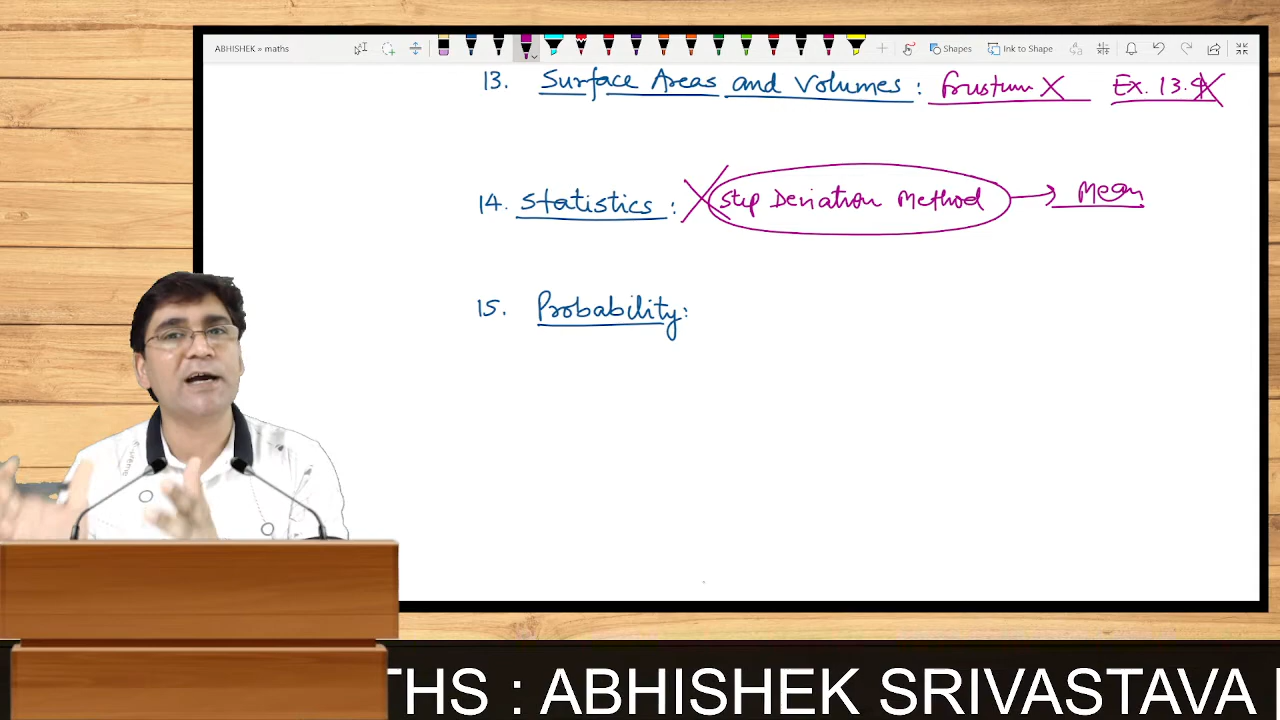 ABHISHEK » maths
Shapes
Ink to Shape
13. Surface Areas and Volumes : frustum X Ex. 13.4X
14. Statistics : X Step Deviation Method → Mean
15. Probability:
THS : ABHISHEK SRIVASTAVA